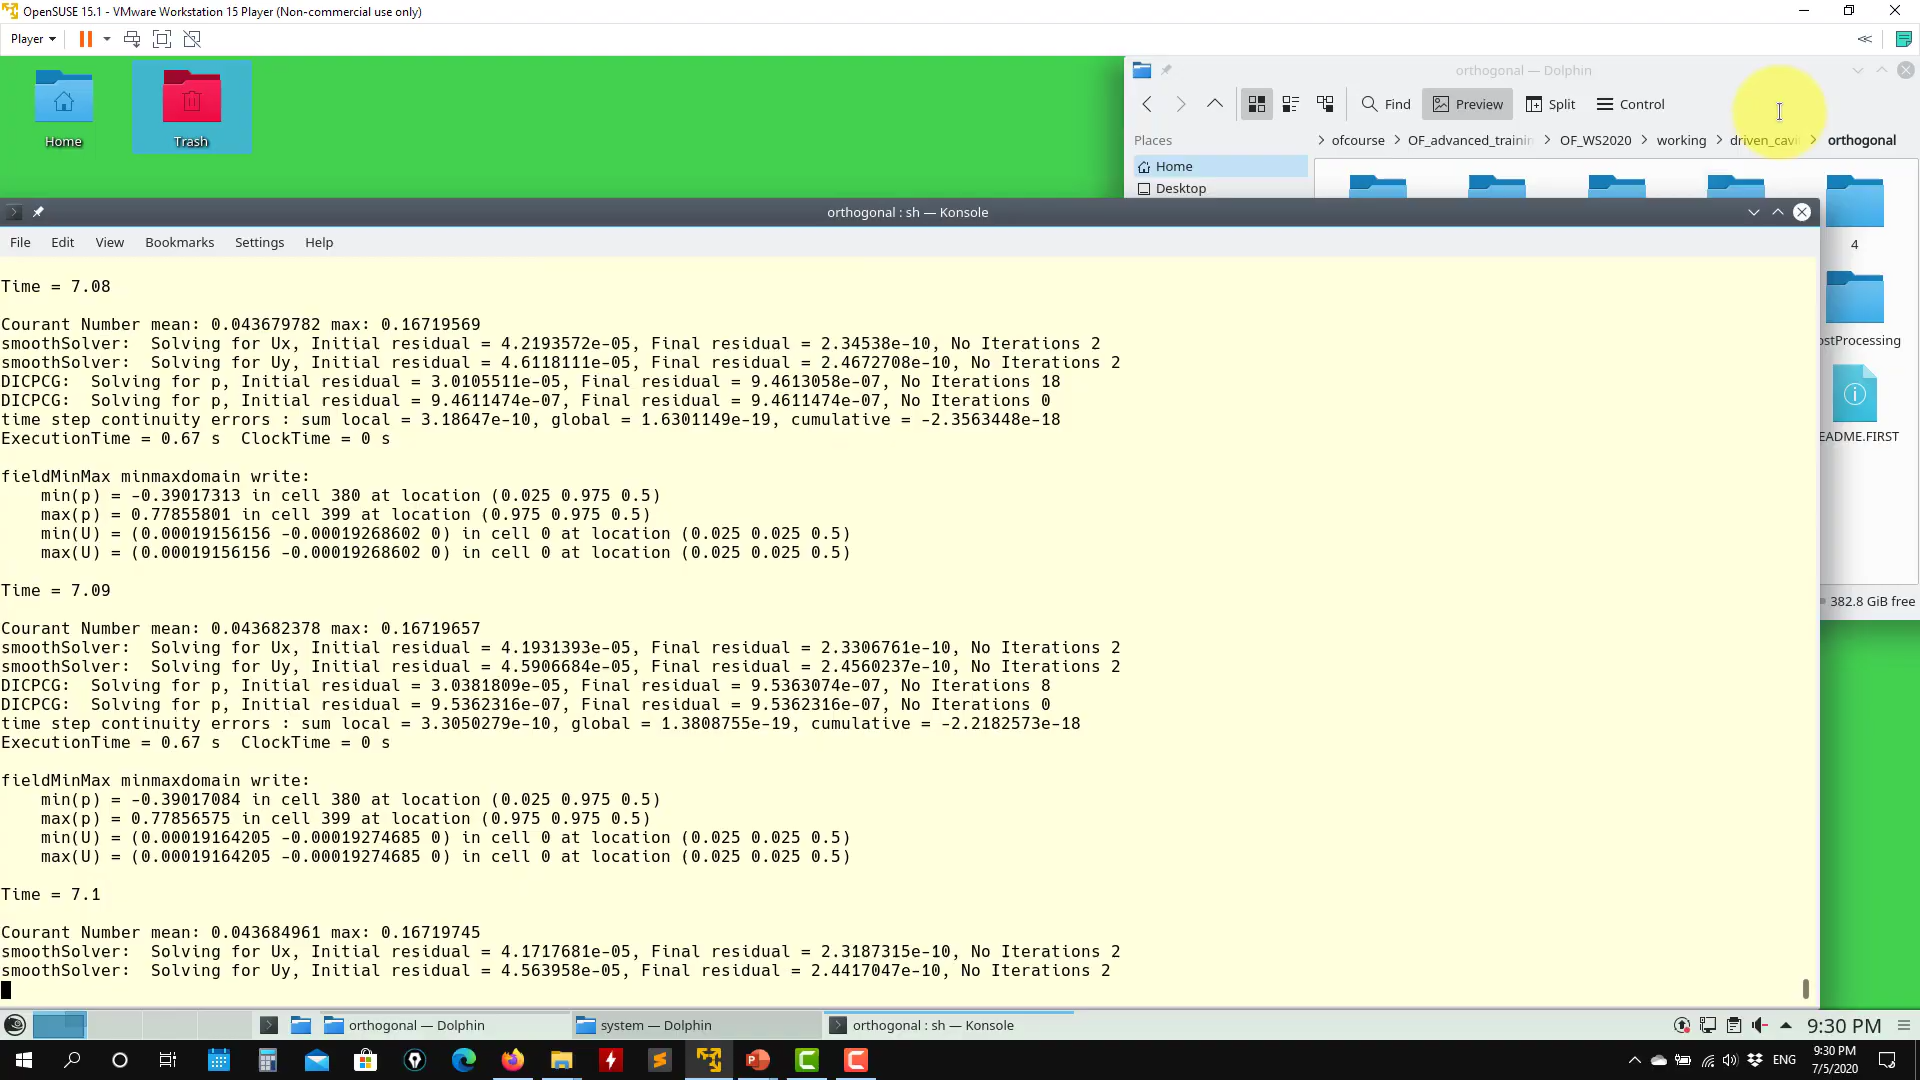 OpenSUSE 15.1 - VMware Workstation 15 Player (Non-commercial use only)
Player
Home
Trash
orthogonal — Dolphin
Find
Preview
Split
Control
Places
ofcourse
OF_advanced_trainin
OF_WS2020
working
driven_cavi
orthogonal
Home
Desktop
4
ostProcessing
EADME.FIRST
382.8 GiB free
orthogonal : sh — Konsole
File Edit View Bookmarks Settings Help
Time = 7.08
Courant Number mean: 0.043679782 max: 0.16719569
smoothSolver:  Solving for Ux, Initial residual = 4.2193572e-05, Final residual = 2.34538e-10, No Iterations 2
smoothSolver:  Solving for Uy, Initial residual = 4.6118111e-05, Final residual = 2.4672708e-10, No Iterations 2
DICPCG:  Solving for p, Initial residual = 3.0105511e-05, Final residual = 9.4613058e-07, No Iterations 18
DICPCG:  Solving for p, Initial residual = 9.4611474e-07, Final residual = 9.4611474e-07, No Iterations 0
time step continuity errors : sum local = 3.18647e-10, global = 1.6301149e-19, cumulative = -2.3563448e-18
ExecutionTime = 0.67 s  ClockTime = 0 s
fieldMinMax minmaxdomain write:
    min(p) = -0.39017313 in cell 380 at location (0.025 0.975 0.5)
    max(p) = 0.77855801 in cell 399 at location (0.975 0.975 0.5)
    min(U) = (0.00019156156 -0.00019268602 0) in cell 0 at location (0.025 0.025 0.5)
    max(U) = (0.00019156156 -0.00019268602 0) in cell 0 at location (0.025 0.025 0.5)
Time = 7.09
Courant Number mean: 0.043682378 max: 0.16719657
smoothSolver:  Solving for Ux, Initial residual = 4.1931393e-05, Final residual = 2.3306761e-10, No Iterations 2
smoothSolver:  Solving for Uy, Initial residual = 4.5906684e-05, Final residual = 2.4560237e-10, No Iterations 2
DICPCG:  Solving for p, Initial residual = 3.0381809e-05, Final residual = 9.5363074e-07, No Iterations 8
DICPCG:  Solving for p, Initial residual = 9.5362316e-07, Final residual = 9.5362316e-07, No Iterations 0
time step continuity errors : sum local = 3.3050279e-10, global = 1.3808755e-19, cumulative = -2.2182573e-18
ExecutionTime = 0.67 s  ClockTime = 0 s
fieldMinMax minmaxdomain write:
    min(p) = -0.39017084 in cell 380 at location (0.025 0.975 0.5)
    max(p) = 0.77856575 in cell 399 at location (0.975 0.975 0.5)
    min(U) = (0.00019164205 -0.00019274685 0) in cell 0 at location (0.025 0.025 0.5)
    max(U) = (0.00019164205 -0.00019274685 0) in cell 0 at location (0.025 0.025 0.5)
Time = 7.1
Courant Number mean: 0.043684961 max: 0.16719745
smoothSolver:  Solving for Ux, Initial residual = 4.1717681e-05, Final residual = 2.3187315e-10, No Iterations 2
smoothSolver:  Solving for Uy, Initial residual = 4.563958e-05, Final residual = 2.4417047e-10, No Iterations 2
orthogonal — Dolphin
system — Dolphin
orthogonal : sh — Konsole
9:30 PM
ENG
9:30 PM
7/5/2020